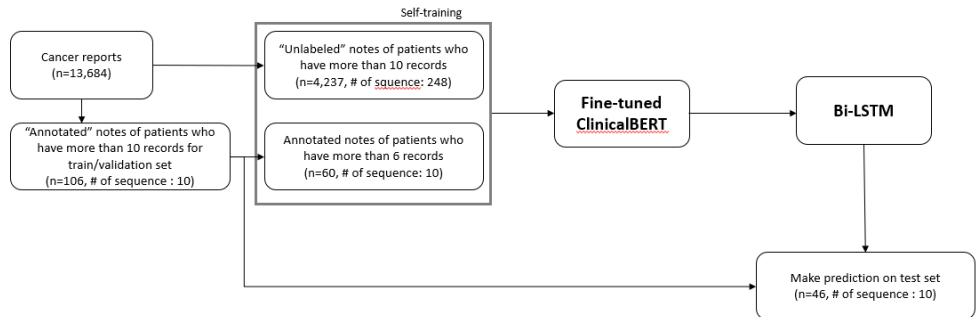 Self-training
Cancer reports
(n=13,684)
“Unlabeled” notes of patients who
have more than 10 records
(n=4,237, # of squence: 248)
“Annotated” notes of patients who
have more than 10 records for
train/validation set
(n=106, # of sequence : 10)
Annotated notes of patients who
have more than 6 records
(n=60, # of sequence: 10)
Fine-tuned
ClinicalBERT
Bi-LSTM
Make prediction on test set
(n=46, # of sequence : 10)